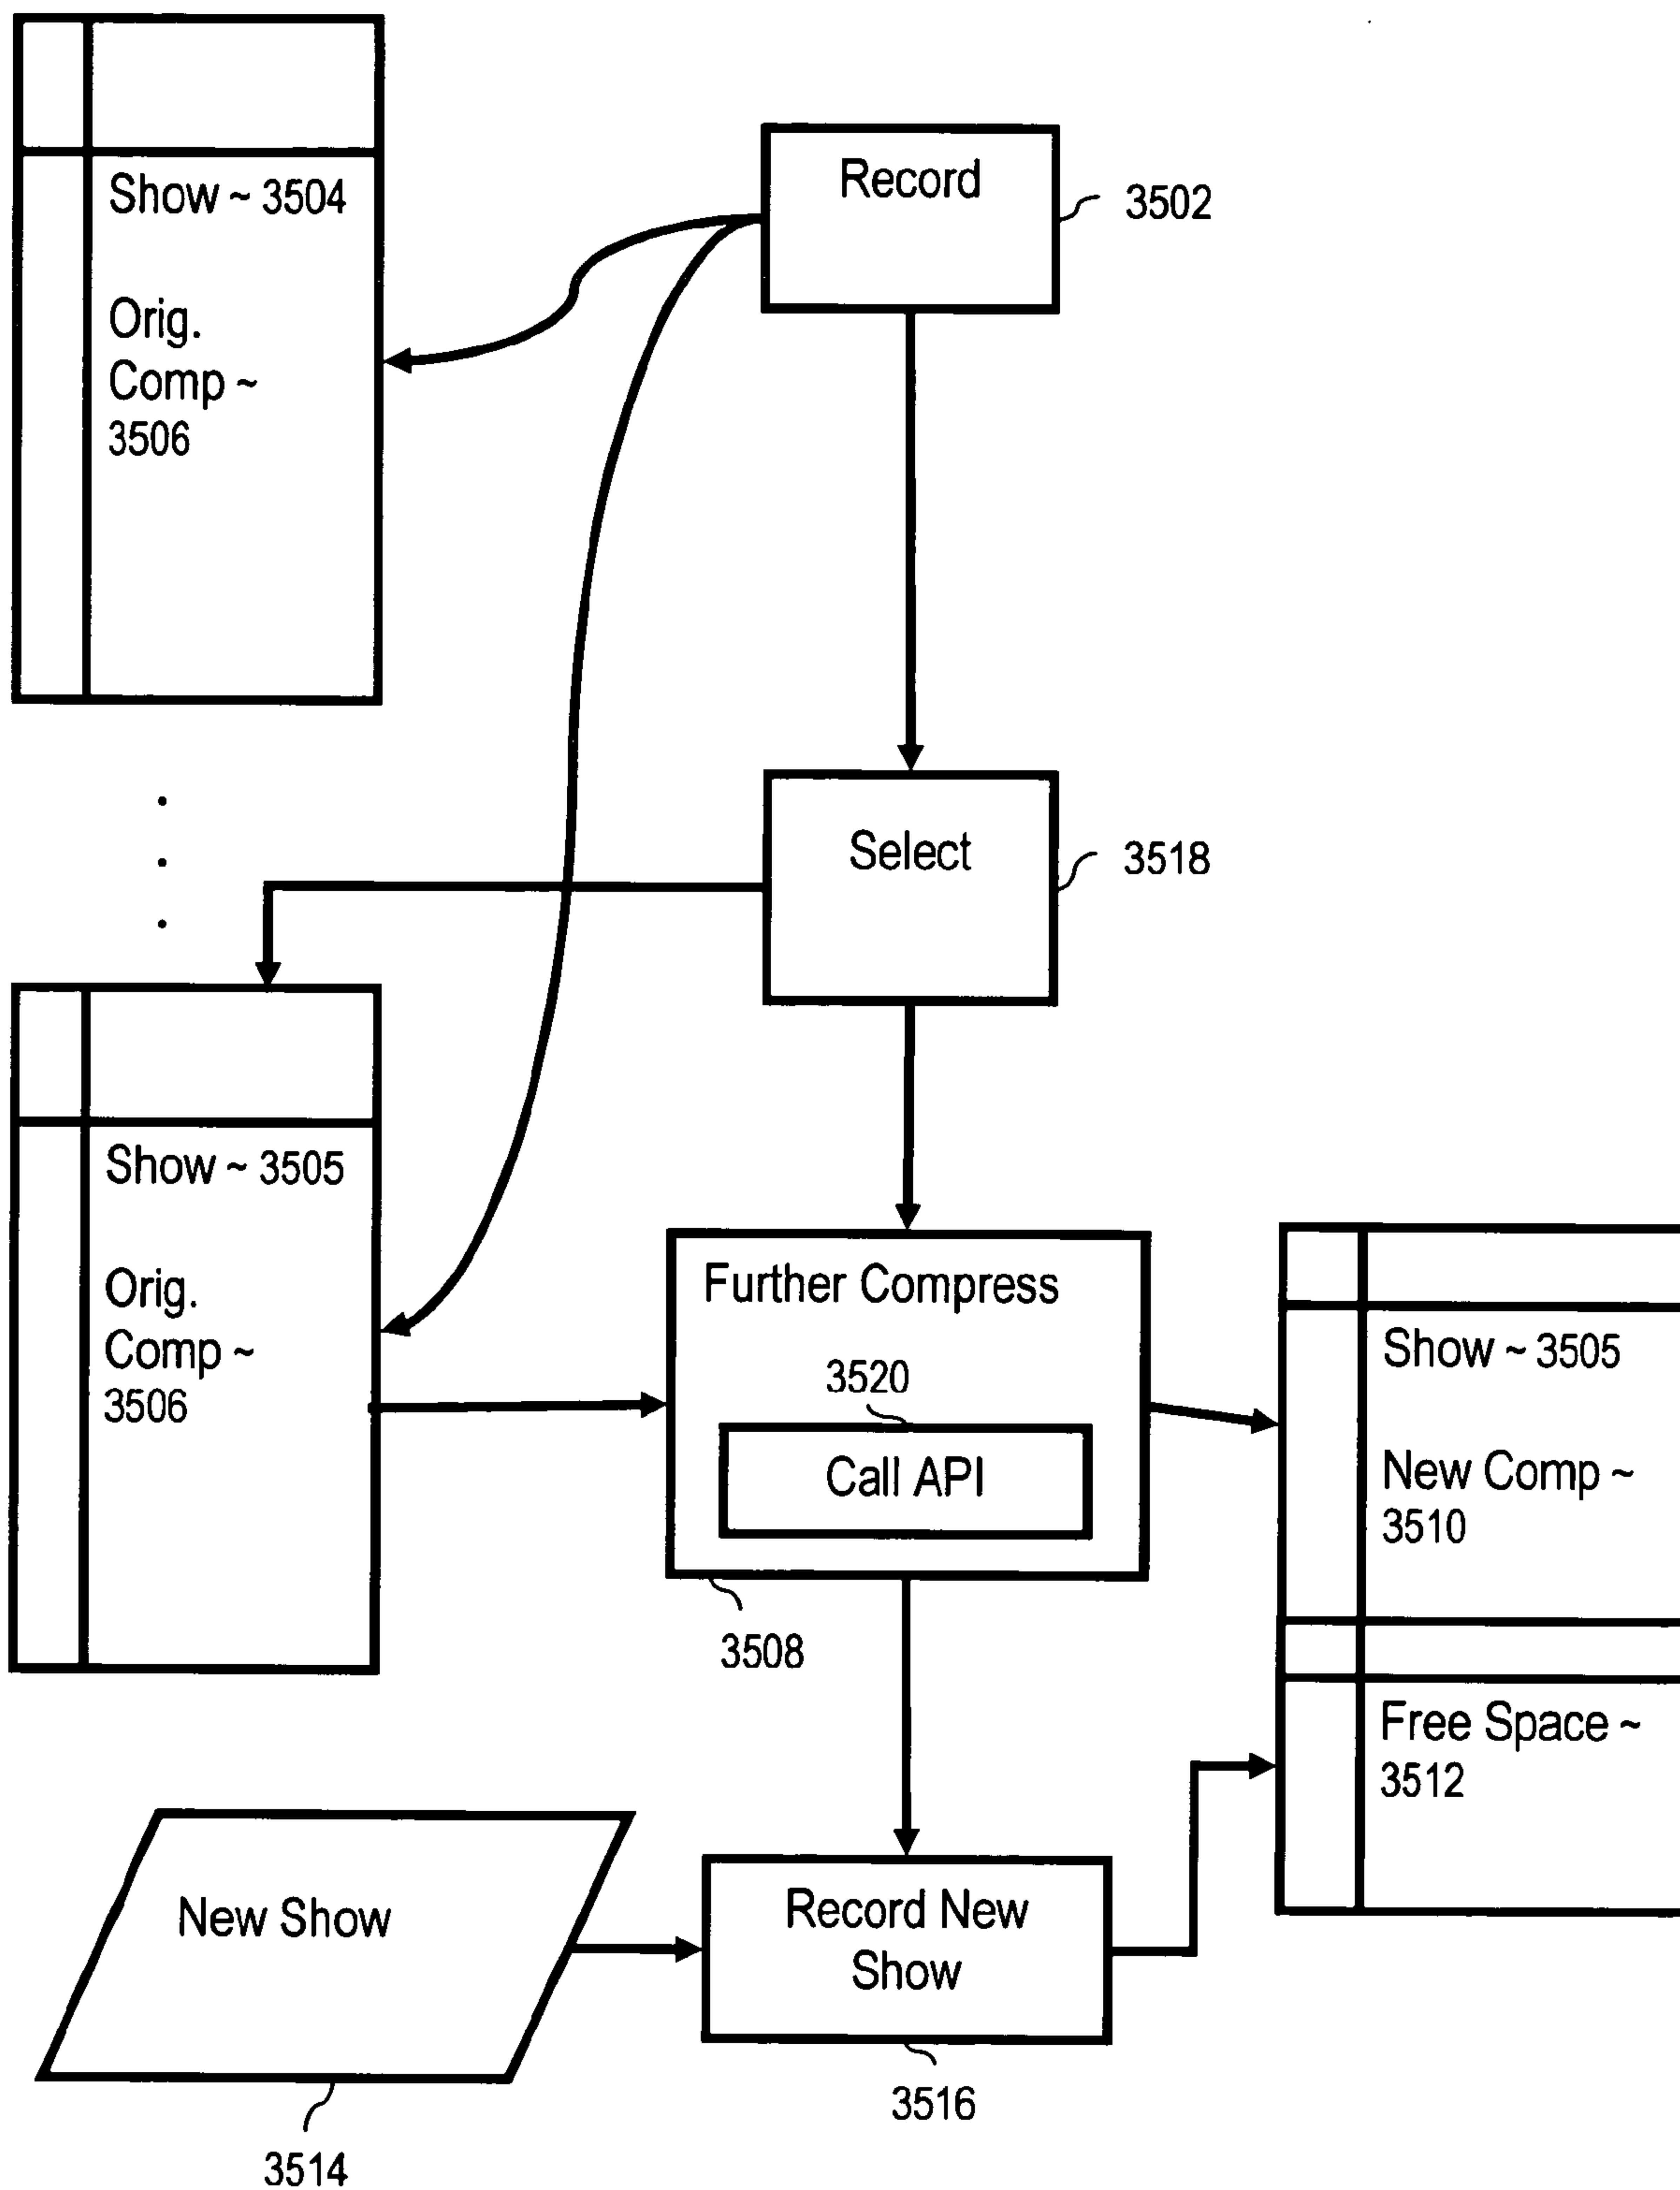 Show ~ 3504
Orig.
Comp ~
3506
Record
3502
Select
3518
Show ~ 3505
Orig.
Comp ~
3506
Further Compress
3520
Call API
3508
Show ~ 3505
New Comp ~
3510
Free Space ~
3512
New Show
3514
Record New
Show
3516